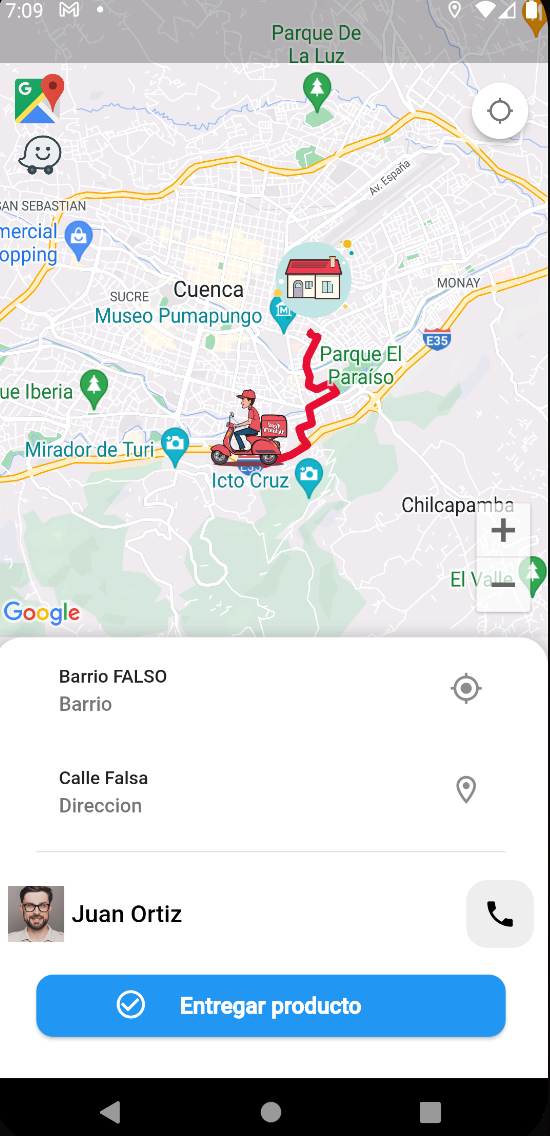 7:09
Parque De
La Luz
G
Av. España
SAN SEBASTIAN
mercial
opping
Cuenca
SUCRE
MONAY
Museo Pumapungo
M
E35
Parque El
Paraíso
ue Iberia
Mirador de Turi
Icto Cruz
Chilcapamba
+
El Valle
−
Google
Barrio FALSO
Barrio
Calle Falsa
Direccion
Juan Ortiz
Entregar producto